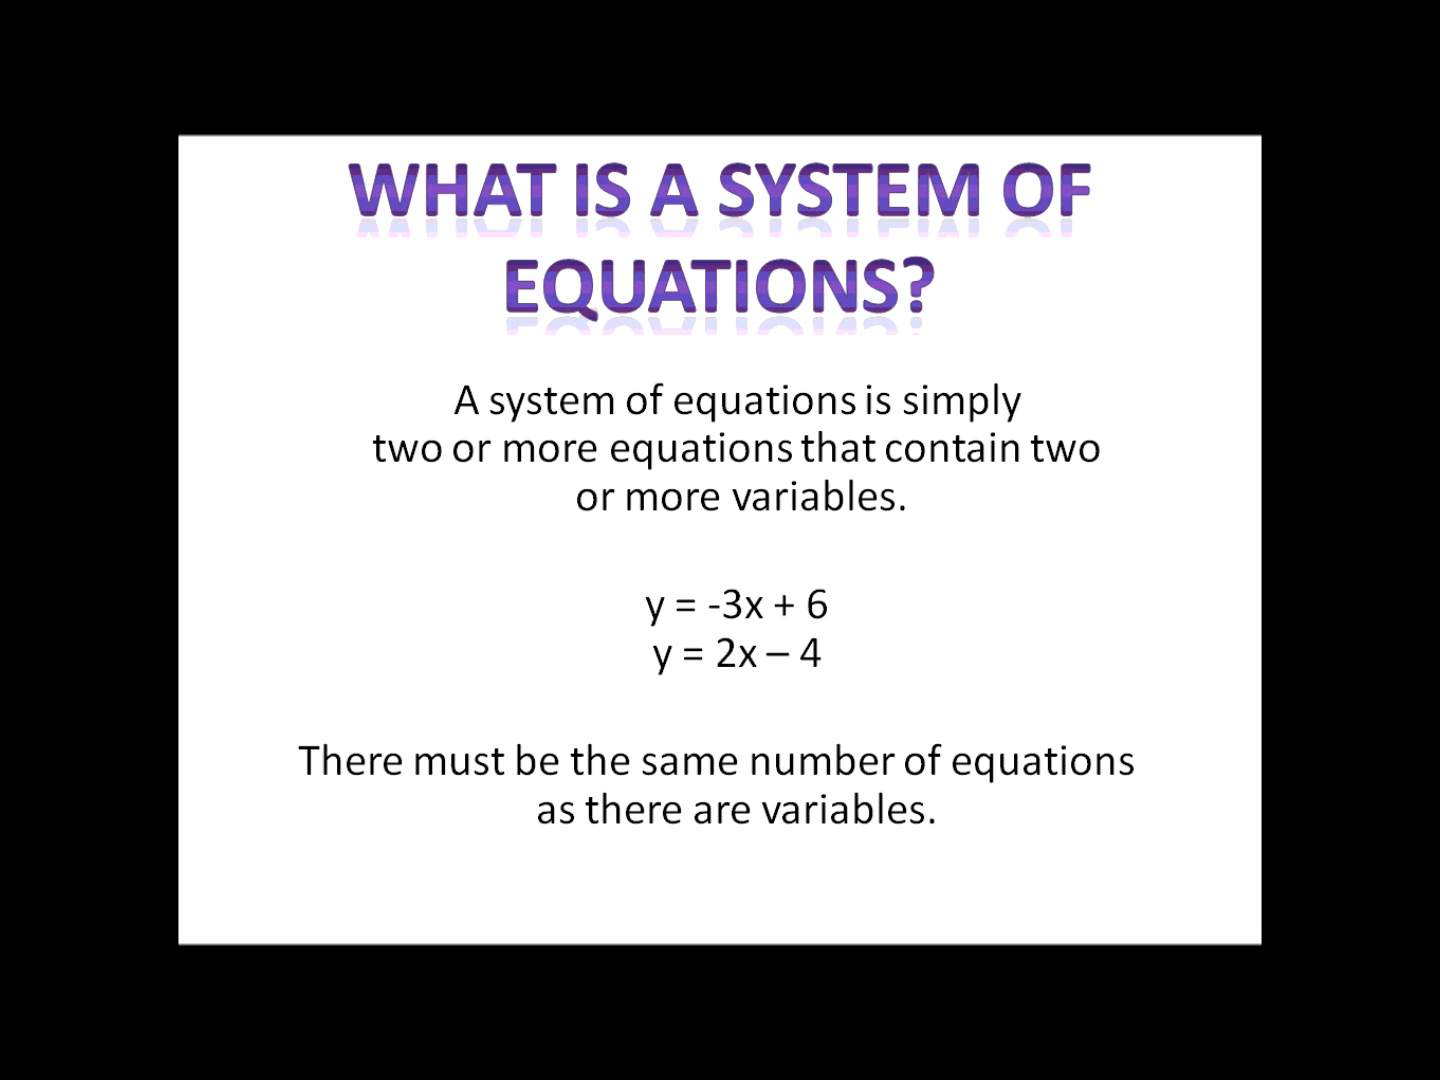 WHAT IS A SYSTEM OF
EQUATIONS?
A system of equations is simply
two or more equations that contain two
or more variables.
y = -3x + 6
y = 2x – 4
There must be the same number of equations
as there are variables.